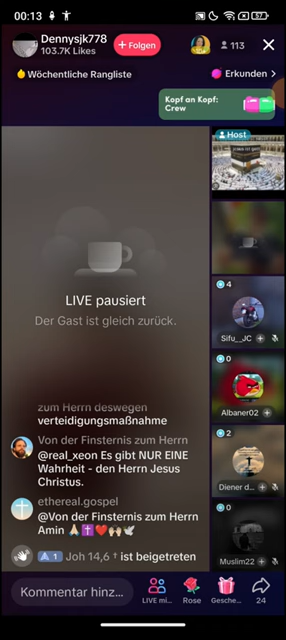 00:13
57
Dennysjk778
103.7K Likes
+ Folgen
113
Wöchentliche Rangliste
Erkunden >
Kopf an Kopf:
Crew
Host
LIVE pausiert
Der Gast ist gleich zurück.
4
Sifu__JC
0
Albaner02
2
Diener d...
0
Muslim22
zum Herrn deswegen
verteidigungsmaßnahme
Von der Finsternis zum Herrn
@real_xeon Es gibt NUR EINE
Wahrheit - den Herrn Jesus
Christus.
ethereal.gospel
@Von der Finsternis zum Herrn
Amin 🙏🏻✝️❤️🙌🏻🕊️
1 Joh 14,6 † ist beigetreten
Kommentar hinz...
LIVE mi...
Rose
Gesche...
24